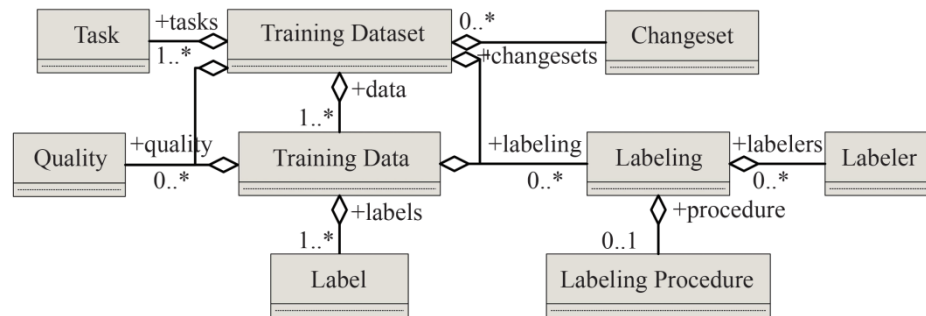 Task
+tasks
1..*
Training Dataset
0..*
+changesets
Changeset
+data
1..*
Quality
+quality
0..*
Training Data
+labeling
0..*
Labeling
+labelers
0..*
Labeler
+labels
1..*
Label
+procedure
0..1
Labeling Procedure